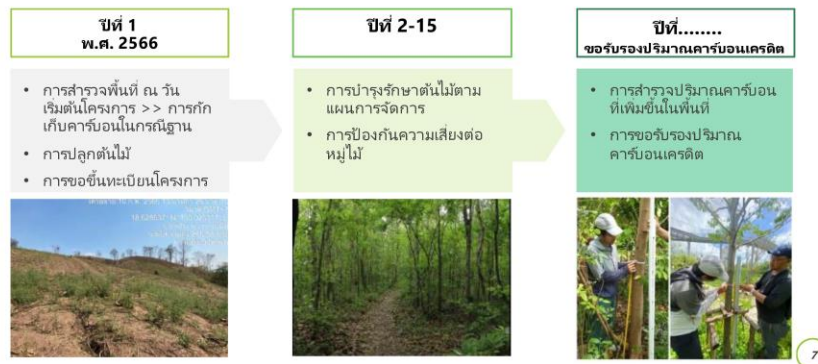 ปีที่ 1
พ.ศ. 2566
• การสำรวจพื้นที่ ณ วัน
เริ่มต้นโครงการ >> การกัก
เก็บคาร์บอนในกรณีฐาน
• การปลูกต้นไม้
• การขอขึ้นทะเบียนโครงการ
ปีที่ 2-15
• การบำรุงรักษาต้นไม้ตาม
แผนการจัดการ
• การป้องกันความเสี่ยงต่อ
หมู่ไม้
ปีที่........
ขอรับรองปริมาณคาร์บอนเครดิต
• การสำรวจปริมาณคาร์บอน
ที่เพิ่มขึ้นในพื้นที่
• การขอรับรองปริมาณ
คาร์บอนเครดิต
7